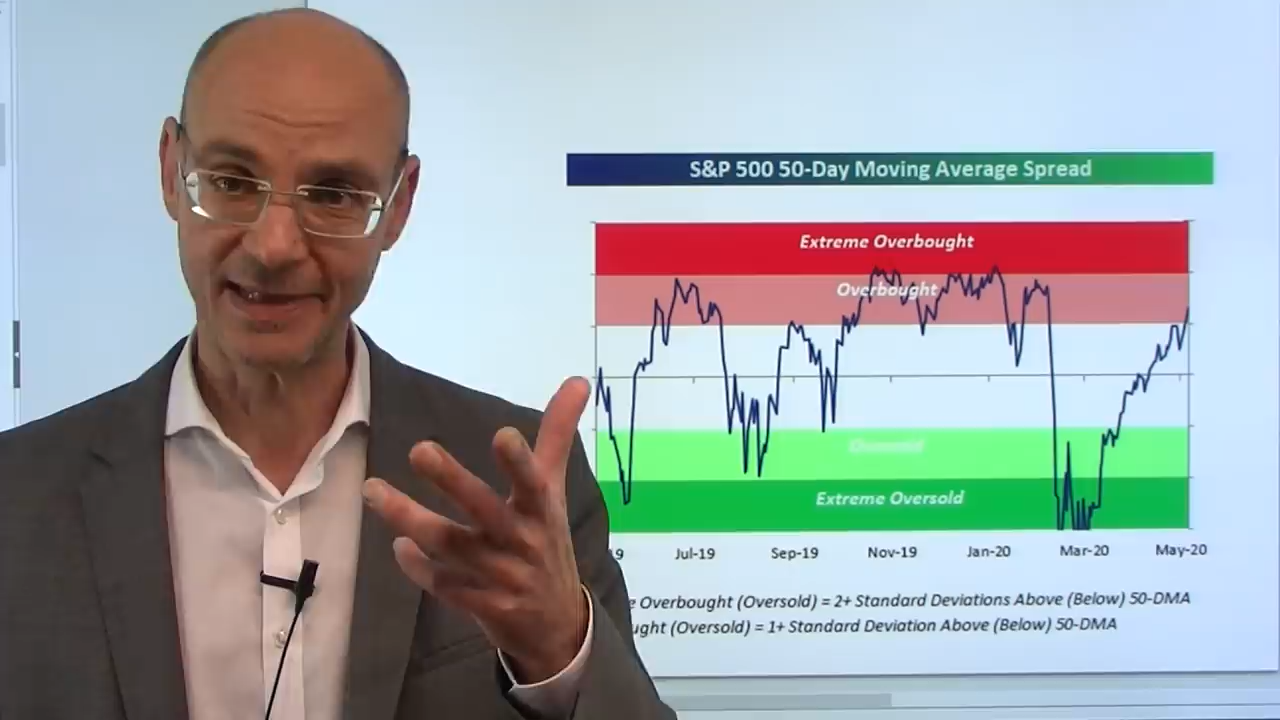 S&P 500 50-Day Moving Average Spread
Extreme Overbought
Overbought
Oversold
Extreme Oversold
19 Jul-19 Sep-19 Nov-19 Jan-20 Mar-20 May-20
e Overbought (Oversold) = 2+ Standard Deviations Above (Below) 50-DMA
ught (Oversold) = 1+ Standard Deviation Above (Below) 50-DMA